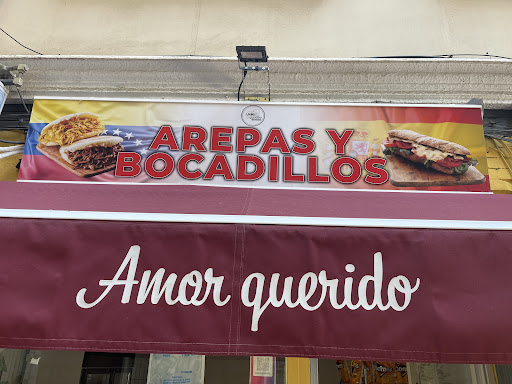 AREPAS Y
BOCADILLOS
Amor querido